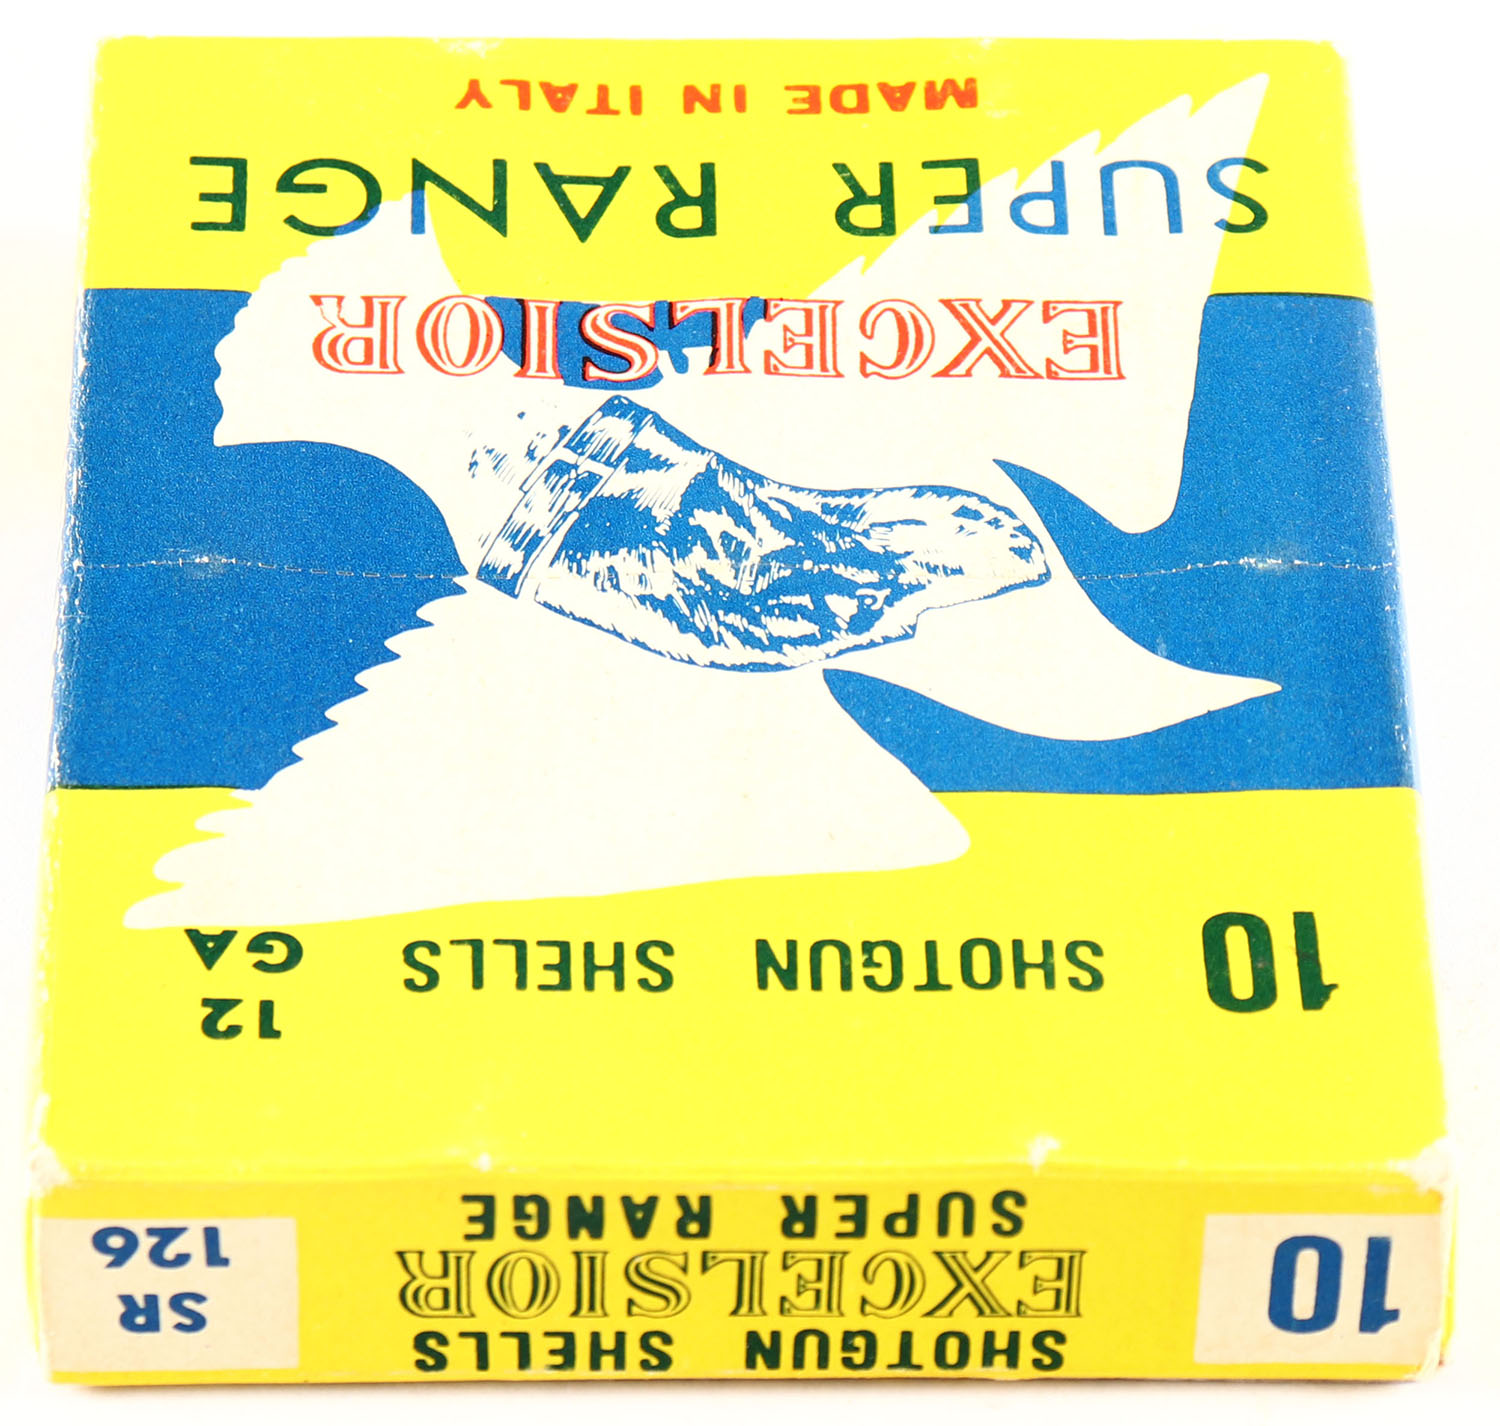 SHOTGUN SHELLS
10 EXCELSIOR SR
SUPER RANGE 126
12
10 SHOTGUN SHELLS GA
EXCELSIOR
SUPER RANGE
MADE IN ITALY